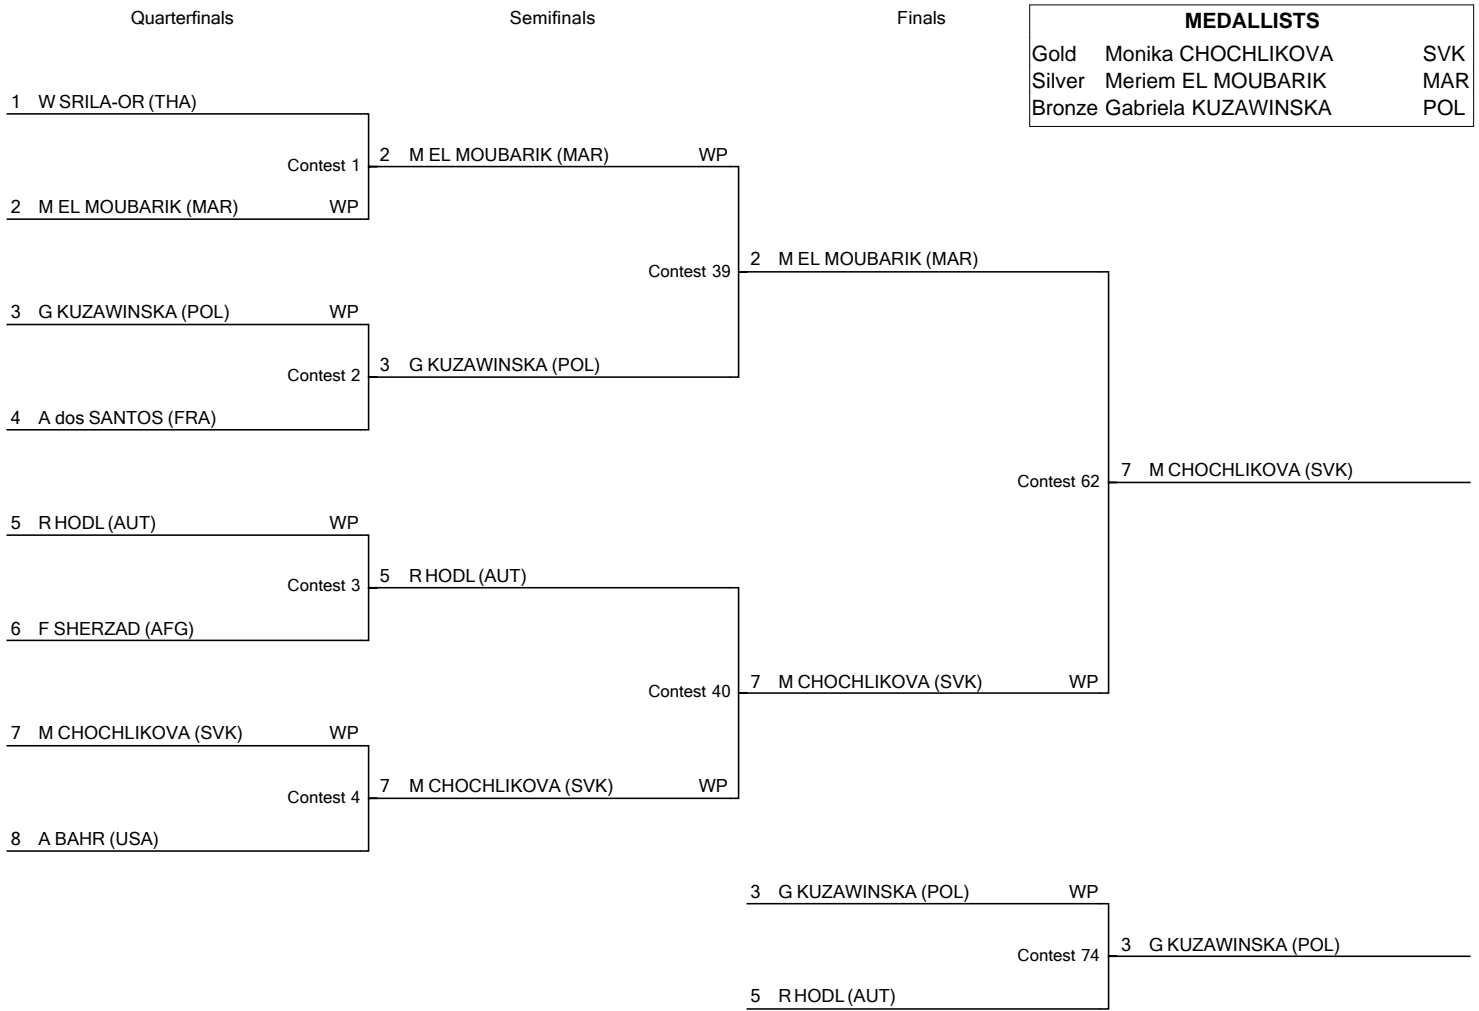 Quarterfinals Semifinals Finals
MEDALLISTS
Gold Monika CHOCHLIKOVA SVK
Silver Meriem EL MOUBARIK MAR
Bronze Gabriela KUZAWINSKA POL
1 W SRILA-OR (THA)
Contest 1
2 M EL MOUBARIK (MAR) WP
2 M EL MOUBARIK (MAR) WP
3 G KUZAWINSKA (POL) WP
Contest 2
4 A dos SANTOS (FRA)
3 G KUZAWINSKA (POL)
Contest 39
2 M EL MOUBARIK (MAR)
5 R HODL (AUT) WP
Contest 3
6 F SHERZAD (AFG)
5 R HODL (AUT)
7 M CHOCHLIKOVA (SVK) WP
Contest 4
8 A BAHR (USA)
7 M CHOCHLIKOVA (SVK) WP
Contest 40
7 M CHOCHLIKOVA (SVK) WP
Contest 62
7 M CHOCHLIKOVA (SVK)
3 G KUZAWINSKA (POL) WP
Contest 74
5 R HODL (AUT)
3 G KUZAWINSKA (POL)